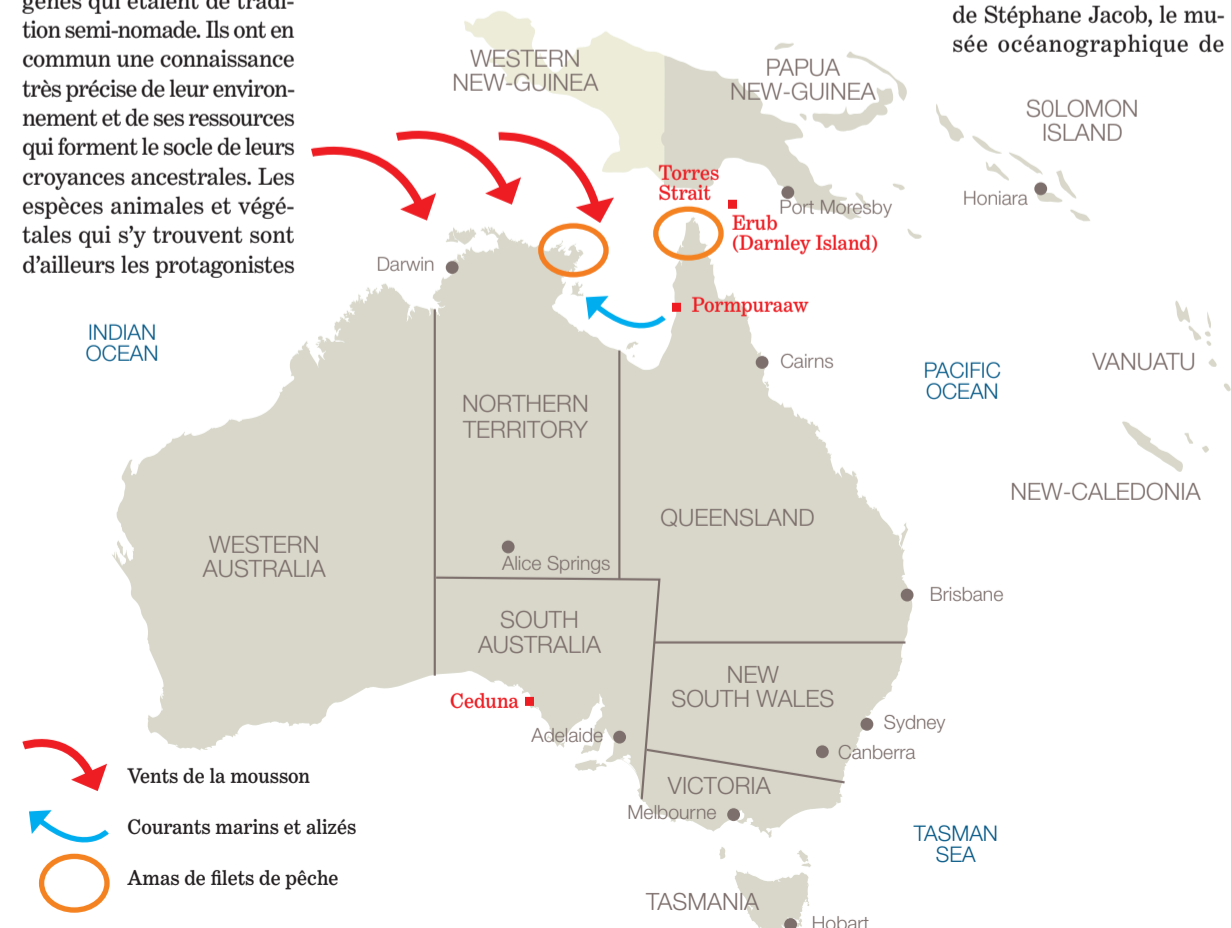 gènes qui étaient de tradi-
tion semi-nomade. Ils ont en
commun une connaissance
très précise de leur environ-
nement et de ses ressources
qui forment le socle de leurs
croyances ancestrales. Les
espèces animales et végé-
tales qui s’y trouvent sont
d’ailleurs les protagonistes
de Stéphane Jacob, le mu-
sée océanographique de
WESTERN
NEW-GUINEA
PAPUA
NEW-GUINEA
S0LOMON
ISLAND
Torres
Strait
Honiara
Port Moresby
Erub
(Darnley Island)
Darwin
Pormpuraaw
INDIAN
OCEAN
Cairns
VANUATU
PACIFIC
OCEAN
NORTHERN
TERRITORY
NEW-CALEDONIA
QUEENSLAND
WESTERN
AUSTRALIA
Alice Springs
Brisbane
SOUTH
AUSTRALIA
NEW
SOUTH WALES
Ceduna
Adelaide
Sydney
Canberra
VICTORIA
Melbourne
TASMAN
SEA
TASMANIA
Hobart
Vents de la mousson
Courants marins et alizés
Amas de filets de pêche